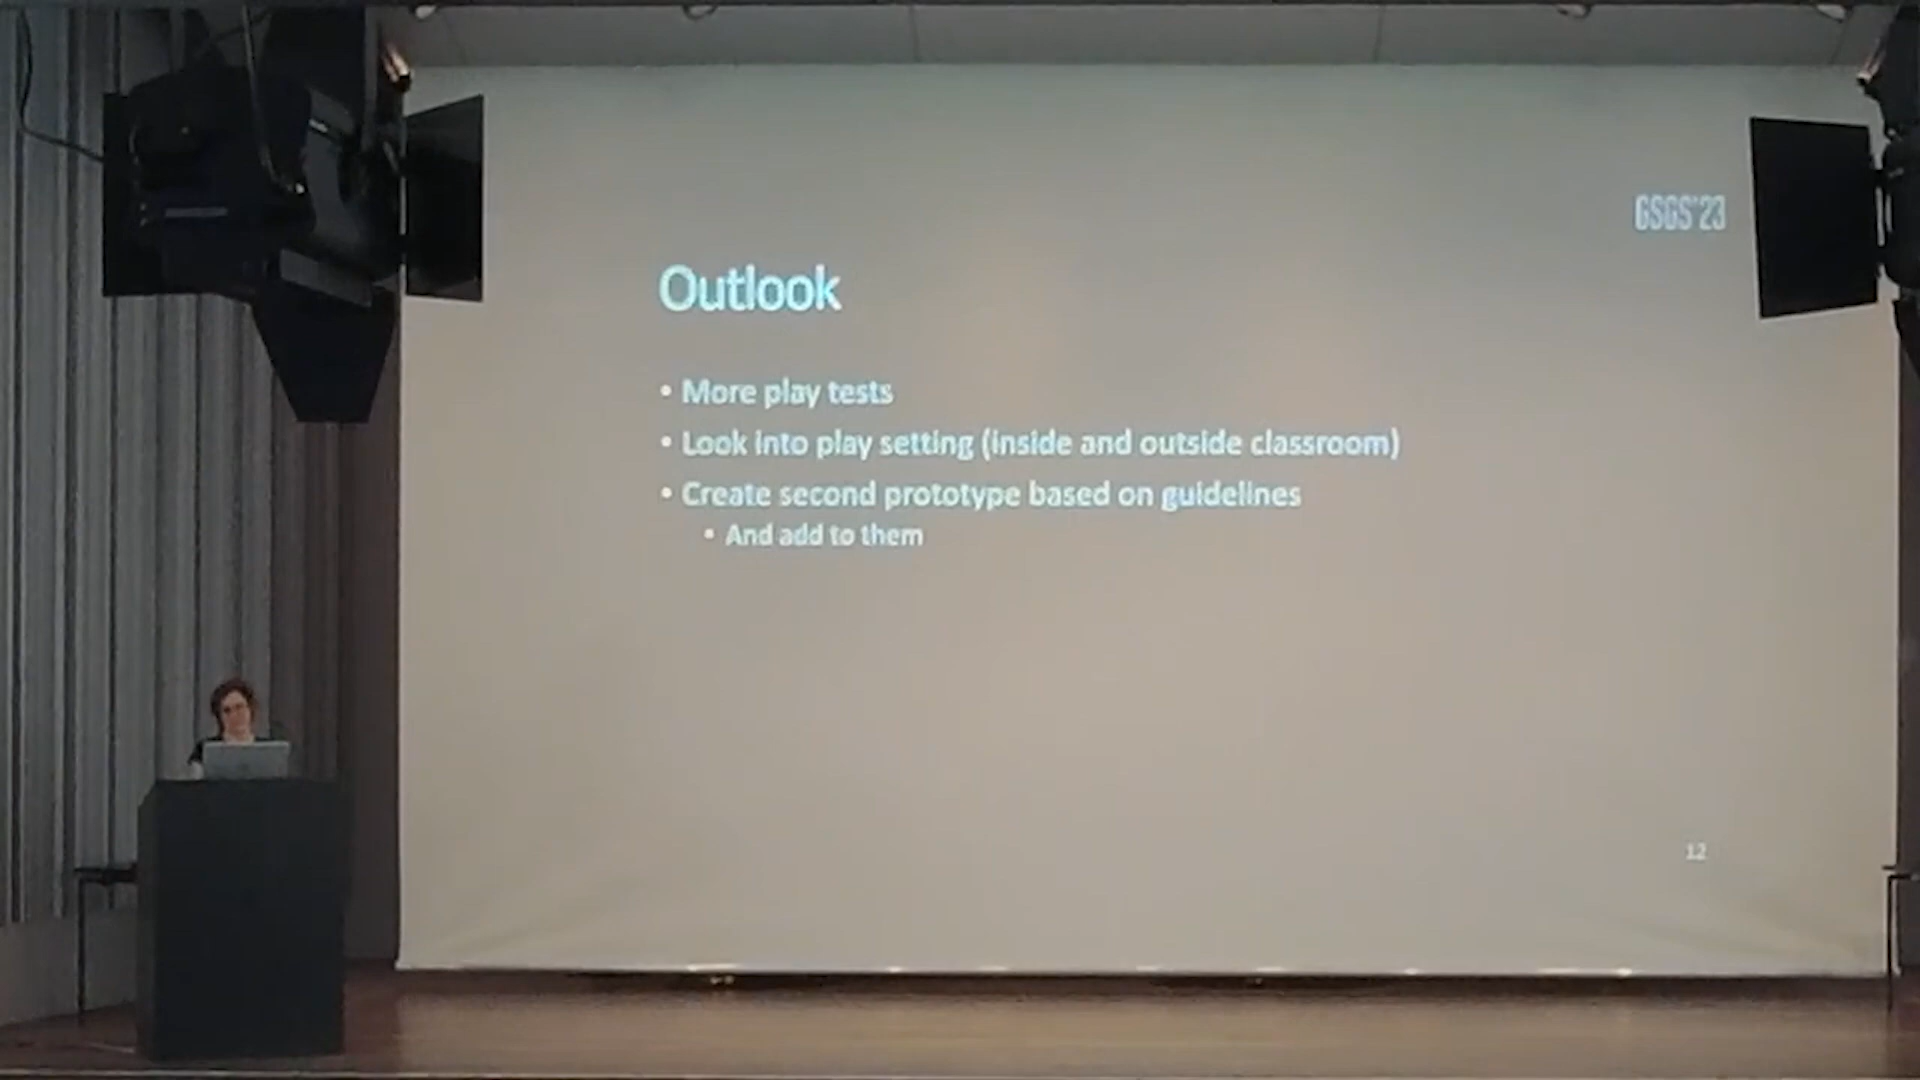 GSGS'23
Outlook
• More play tests
• Look into play setting (inside and outside classroom)
• Create second prototype based on guidelines
• And add to them
12